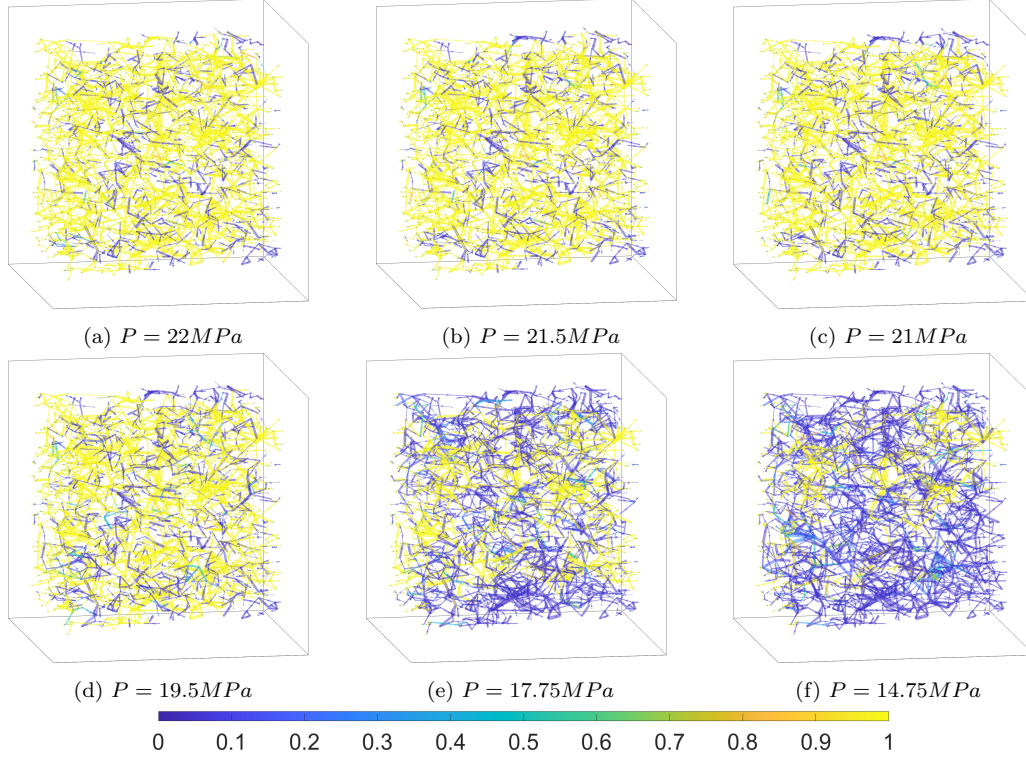 (a) P = 22MPa
(b) P = 21.5MPa
(c) P = 21MPa
(d) P = 19.5MPa
(e) P = 17.75MPa
(f) P = 14.75MPa
0 0.1 0.2 0.3 0.4 0.5 0.6 0.7 0.8 0.9 1